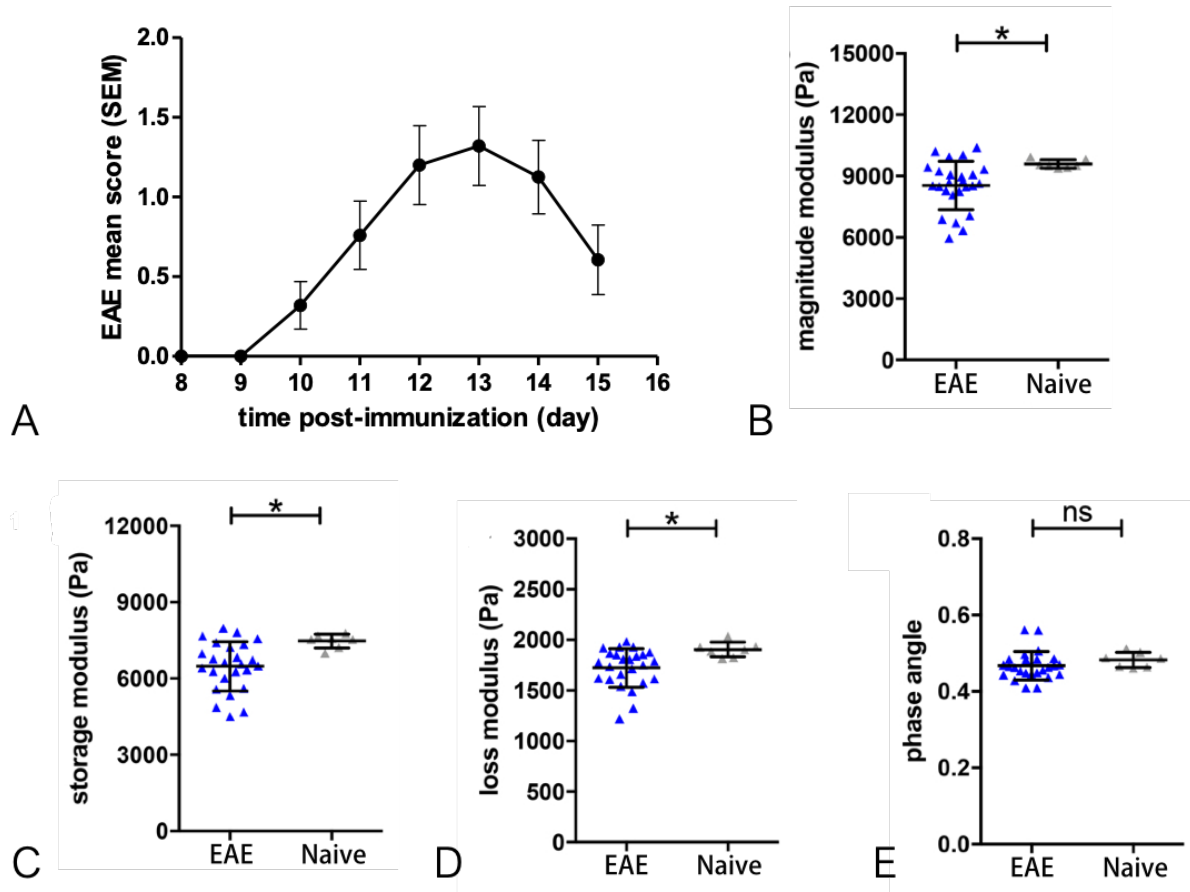 2.0
1.5
1.0
0.5
0.0
EAE mean score (SEM)
8 9 10 11 12 13 14 15 16
time post-immunization (day)
A
*
15000
12000
9000
6000
3000
0
magnitude modulus (Pa)
EAE Naive
B
*
12000
9000
6000
3000
0
storage modulus (Pa)
EAE Naive
C
*
3000
2500
2000
1500
1000
500
0
loss modulus (Pa)
EAE Naive
D
ns
0.8
0.6
0.4
0.2
0.0
phase angle
EAE Naive
E